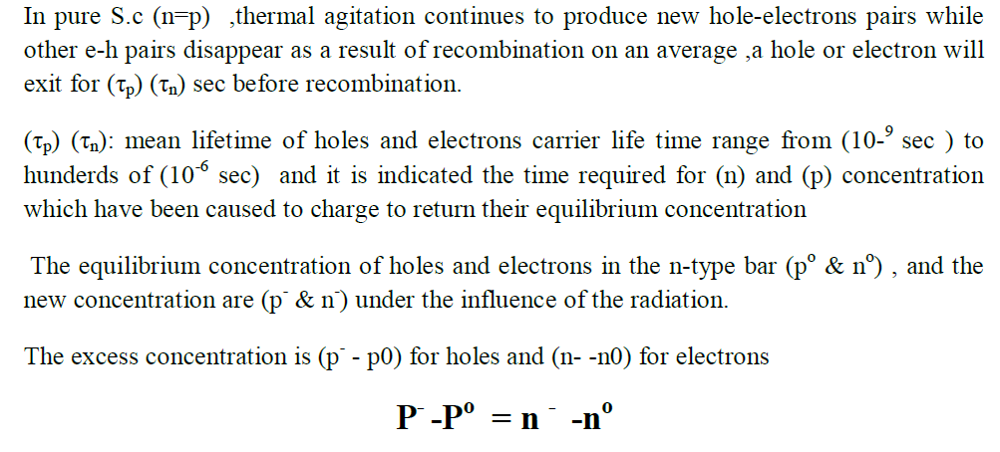 In pure S.c (n=p) ,thermal agitation continues to produce new hole-electrons pairs while
other e-h pairs disappear as a result of recombination on an average ,a hole or electron will
exit for (τp) (τn) sec before recombination.
(τp) (τn): mean lifetime of holes and electrons carrier life time range from (10-⁹ sec ) to
hunderds of (10⁻⁶ sec) and it is indicated the time required for (n) and (p) concentration
which have been caused to charge to return their equilibrium concentration
The equilibrium concentration of holes and electrons in the n-type bar (pº & nº) , and the
new concentration are (p⁻ & n⁻) under the influence of the radiation.
The excess concentration is (p⁻ - p0) for holes and (n- -n0) for electrons
P⁻ -Pº = n ⁻ -nº